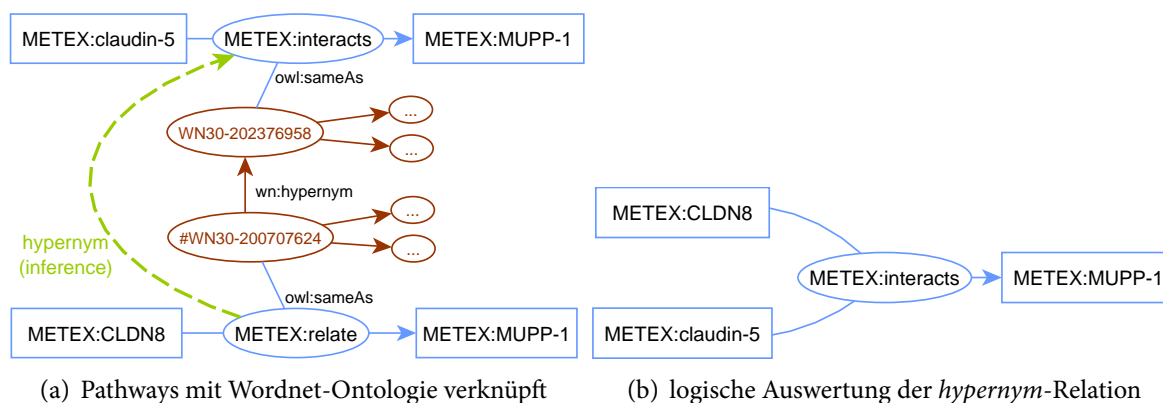 METEX:claudin-5
METEX:interacts
METEX:MUPP-1
owl:sameAs
WN30-202376958
...
...
wn:hypernym
#WN30-200707624
...
...
hypernym
(inference)
owl:sameAs
METEX:CLDN8
METEX:relate
METEX:MUPP-1
(a) Pathways mit Wordnet-Ontologie verknüpft
METEX:CLDN8
METEX:interacts
METEX:MUPP-1
METEX:claudin-5
(b) logische Auswertung der hypernym-Relation